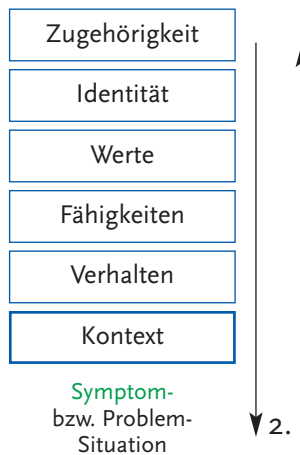 Zugehörigkeit
Identität
Werte
Fähigkeiten
Verhalten
Kontext
Symptom-
bzw. Problem-
Situation
2.